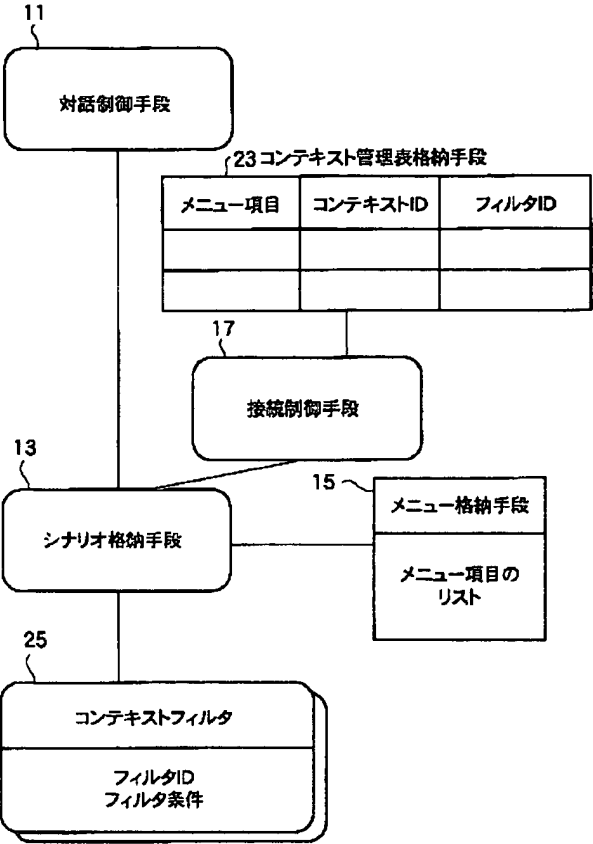 11
対話制御手段
23 コンテキスト管理表格納手段
メニュー項目 コンテキストID フィルタID
17
接続制御手段
13
シナリオ格納手段
15
メニュー格納手段
メニュー項目の
リスト
25
コンテキストフィルタ
フィルタID
フィルタ条件